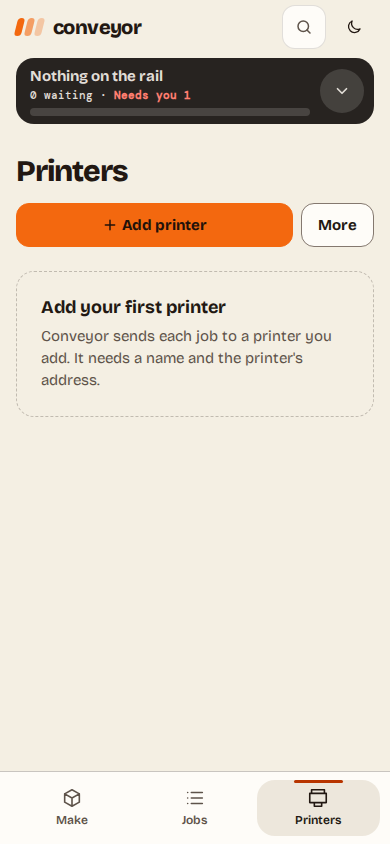 conveyor
Nothing on the rail
0 waiting · Needs you 1
Printers
+ Add printer
More
Add your first printer
Conveyor sends each job to a printer you
add. It needs a name and the printer's
address.
Make
Jobs
Printers